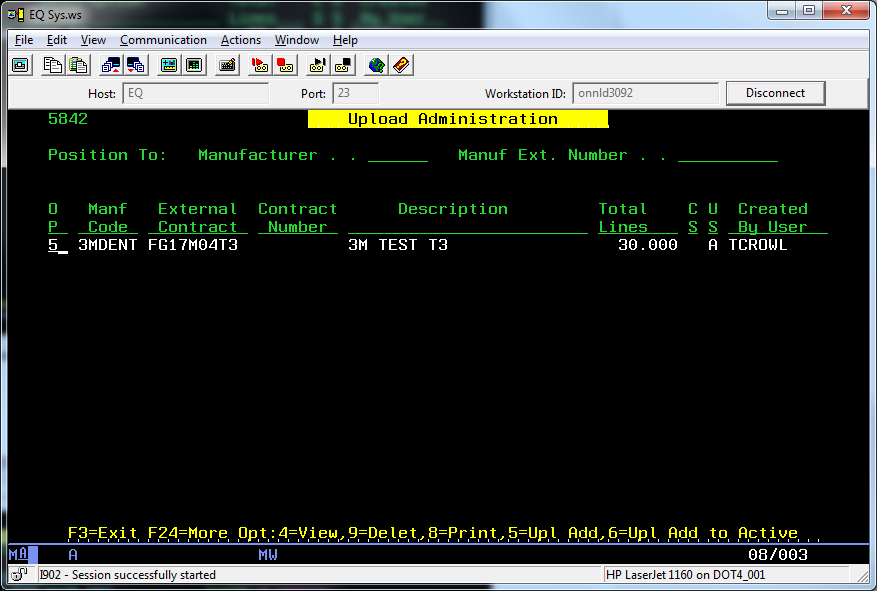 EQ Sys.ws
File Edit View Communication Actions Window Help
Host: EQ Port: 23 Workstation ID: onnld3092 Disconnect
5842 Upload Administration
Position To: Manufacturer . . Manuf Ext. Number . .
O Manf External Contract Description Total C U Created
P Code Contract Number Lines S S By User
5 3MDENT FG17M04T3 3M TEST T3 30.000 A TCROWL
F3=Exit F24=More Opt:4=View,9=Delet,8=Print,5=Upl Add,6=Upl Add to Active
MA A MW 08/003
I902 - Session successfully started HP LaserJet 1160 on DOT4_001